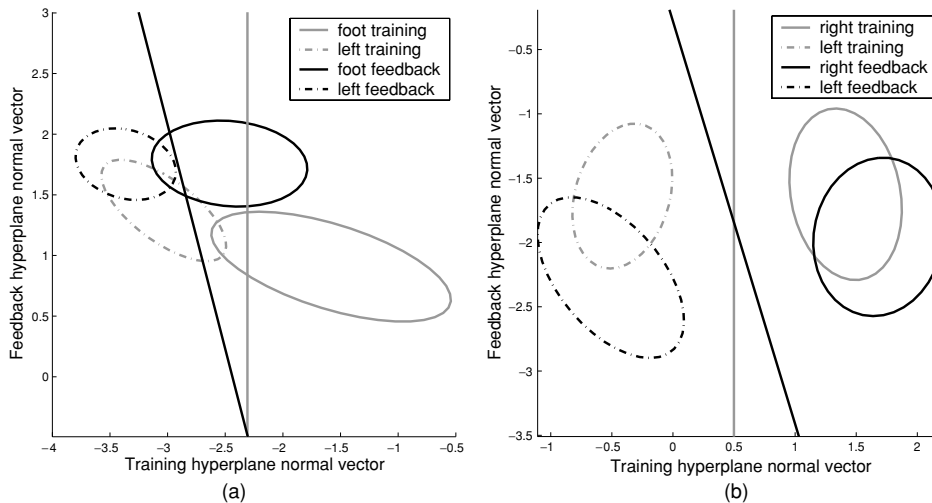 3
2.5
2
1.5
1
0.5
0
−4
−3.5
−3
−2.5
−2
−1.5
−1
−0.5
Feedback hyperplane normal vector
Training hyperplane normal vector
foot training
left training
foot feedback
left feedback
(a)
−0.5
−1
−1.5
−2
−2.5
−3
−3.5
−1
−0.5
0
0.5
1
1.5
2
Feedback hyperplane normal vector
Training hyperplane normal vector
right training
left training
right feedback
left feedback
(b)